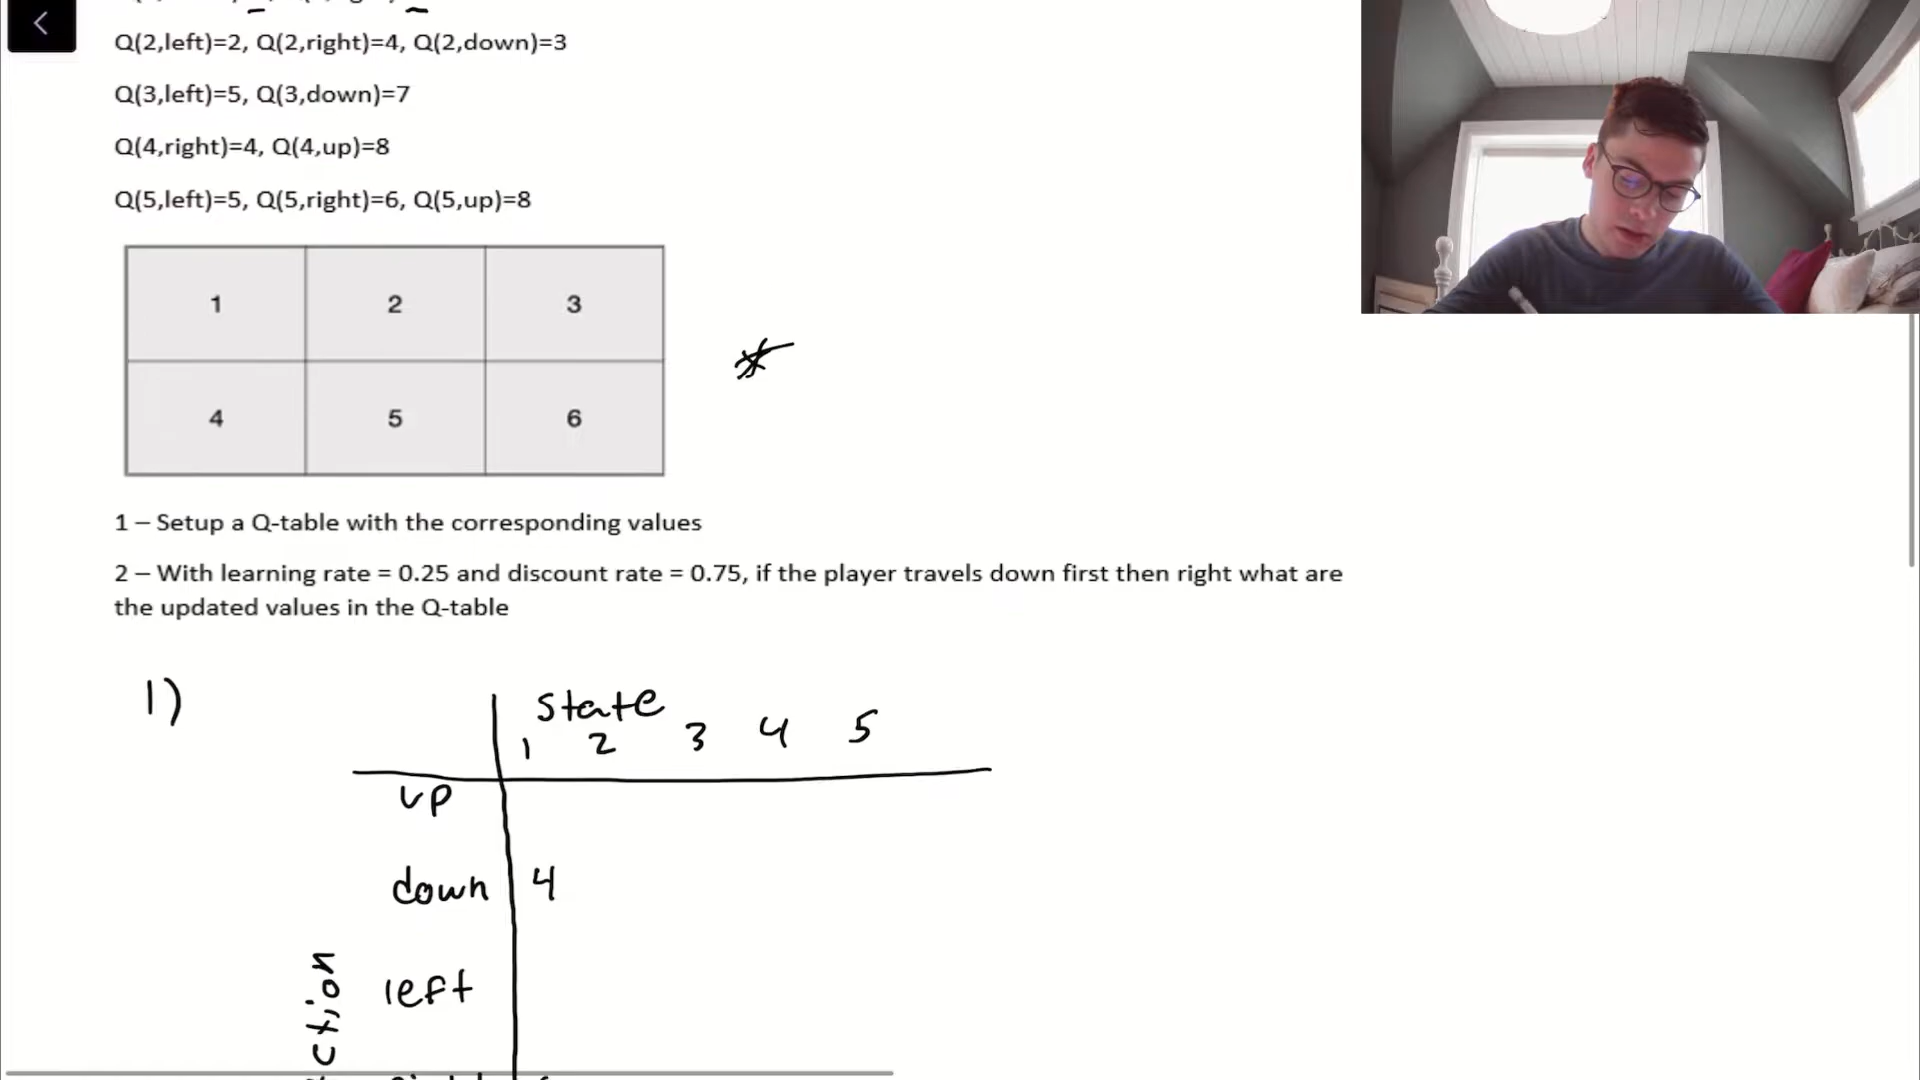 Q(2,left)=2, Q(2,right)=4, Q(2,down)=3
Q(3,left)=5, Q(3,down)=7
Q(4,right)=4, Q(4,up)=8
Q(5,left)=5, Q(5,right)=6, Q(5,up)=8
1 2 3
4 5 6
1 – Setup a Q-table with the corresponding values
2 – With learning rate = 0.25 and discount rate = 0.75, if the player travels down first then right what are
the updated values in the Q-table
1)
state
1 2 3 4 5
up
down 4
left